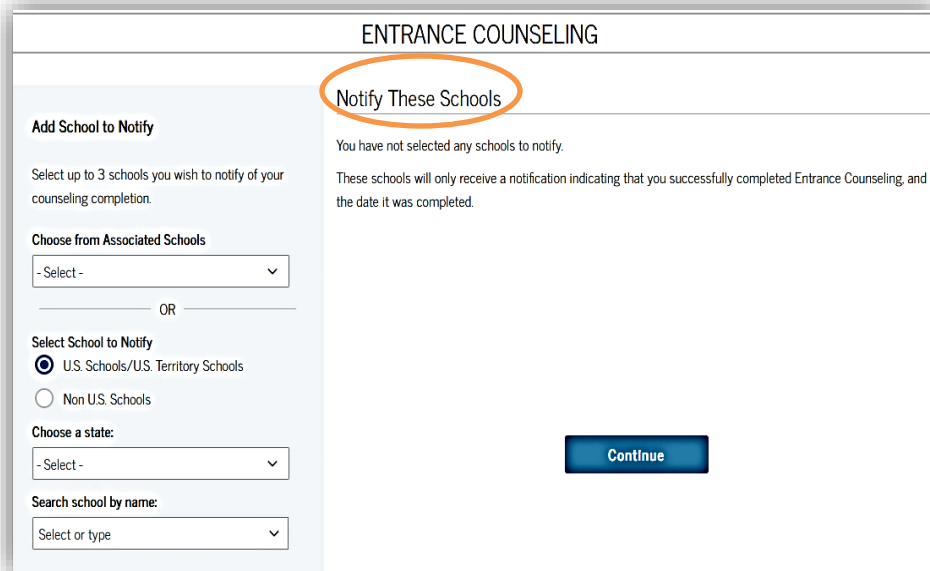 ENTRANCE COUNSELING
Add School to Notify
Select up to 3 schools you wish to notify of your
counseling completion.
Choose from Associated Schools
- Select -
OR
Select School to Notify
U.S. Schools/U.S. Territory Schools
Non U.S. Schools
Choose a state:
- Select -
Search school by name:
Select or type
Notify These Schools
You have not selected any schools to notify.
These schools will only receive a notification indicating that you successfully completed Entrance Counseling, and
the date it was completed.
Continue